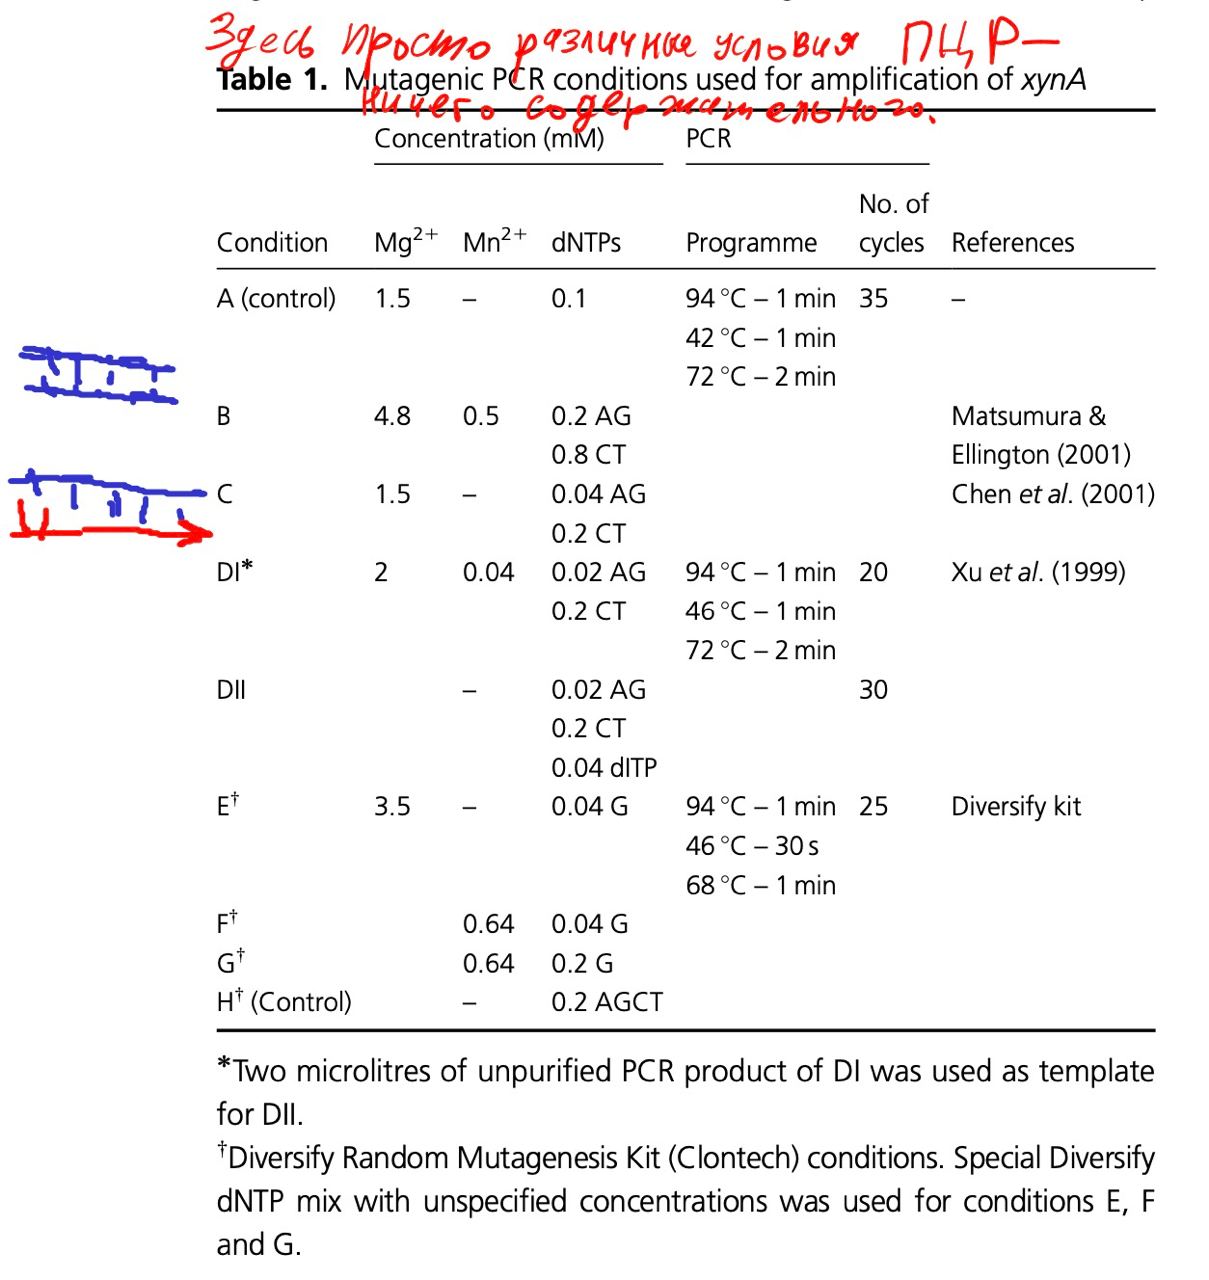 Здесь просто различные условия ПЦР-
Table 1. Mutagenic PCR conditions used for amplification of xynA
ничего содержательного.
Concentration (mM) PCR
No. of
Condition Mg2+ Mn2+ dNTPs Programme cycles References
A (control) 1.5 – 0.1 94 °C – 1 min 35 –
42 °C – 1 min
72 °C – 2 min
B 4.8 0.5 0.2 AG Matsumura &
0.8 CT Ellington (2001)
C 1.5 – 0.04 AG Chen et al. (2001)
0.2 CT
DI* 2 0.04 0.02 AG 94 °C – 1 min 20 Xu et al. (1999)
0.2 CT 46 °C – 1 min
72 °C – 2 min
DII – 0.02 AG 30
0.2 CT
0.04 dITP
E† 3.5 – 0.04 G 94 °C – 1 min 25 Diversify kit
46 °C – 30 s
68 °C – 1 min
F† 0.64 0.04 G
G† 0.64 0.2 G
H† (Control) – 0.2 AGCT
*Two microlitres of unpurified PCR product of DI was used as template
for DII.
†Diversify Random Mutagenesis Kit (Clontech) conditions. Special Diversify
dNTP mix with unspecified concentrations was used for conditions E, F
and G.